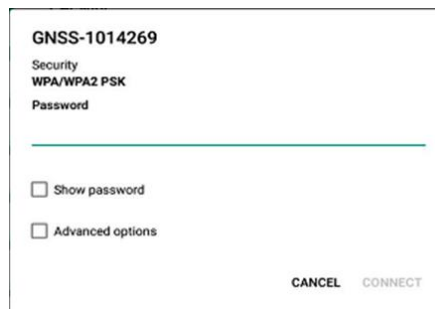 GNSS-1014269
Security
WPA/WPA2 PSK
Password
Show password
Advanced options
CANCEL CONNECT